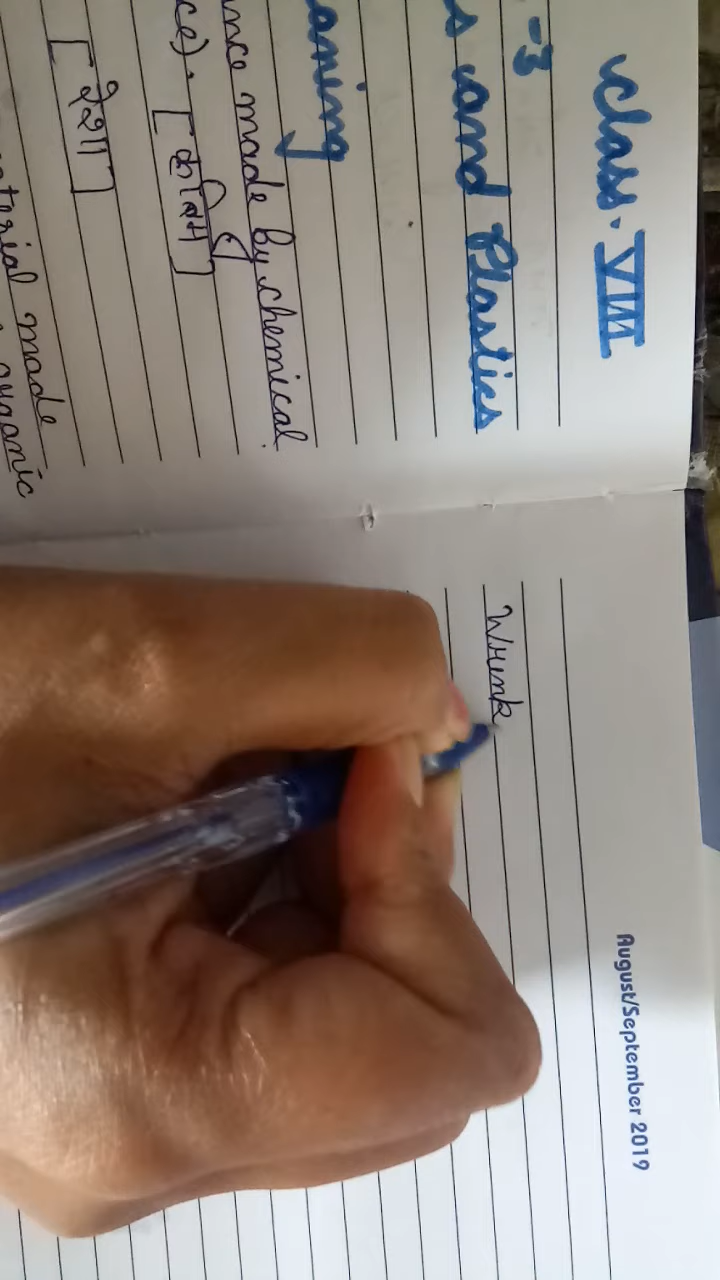 class. VIII
-3
s and Plastics
aning
nce made by chemical
ce). [कृत्रिम]
[रेशा]
terial made
organic
August/September 2019
Wrink